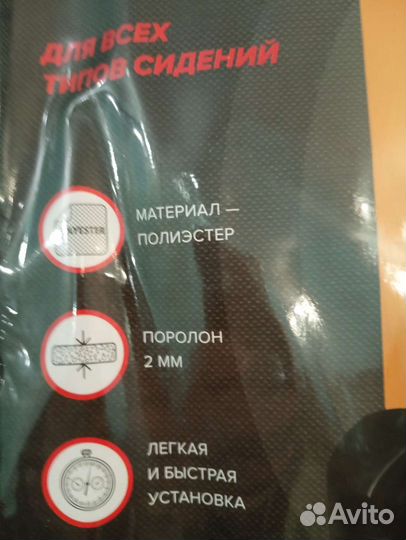 ДЛЯ ВСЕХ
ТИПОВ СИДЕНИЙ
МАТЕРИАЛ —
ПОЛИЭСТЕР
ПОРОЛОН
2 ММ
ЛЕГКАЯ
И БЫСТРАЯ
УСТАНОВКА
Avito